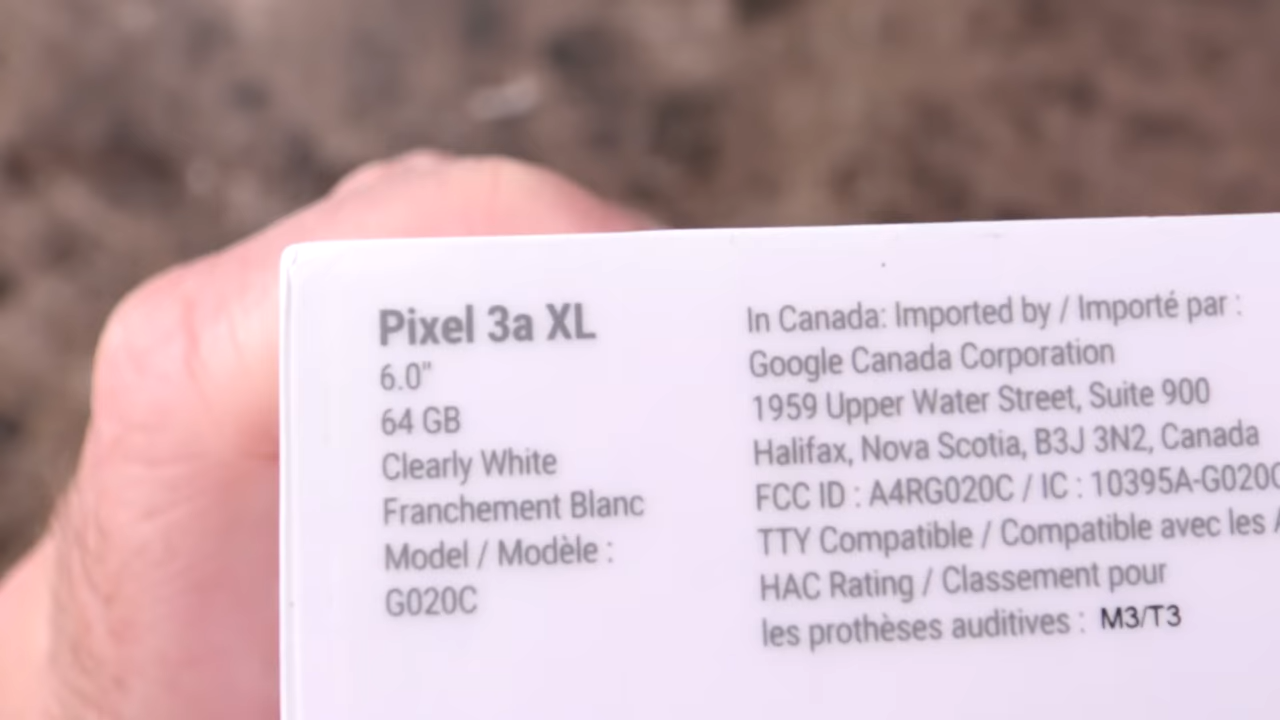 Pixel 3a XL
6.0"
64 GB
Clearly White
Franchement Blanc
Model / Modèle :
G020C
In Canada: Imported by / Importé par :
Google Canada Corporation
1959 Upper Water Street, Suite 900
Halifax, Nova Scotia, B3J 3N2, Canada
FCC ID : A4RG020C / IC : 10395A-G020C
TTY Compatible / Compatible avec les
HAC Rating / Classement pour
les prothèses auditives : M3/T3